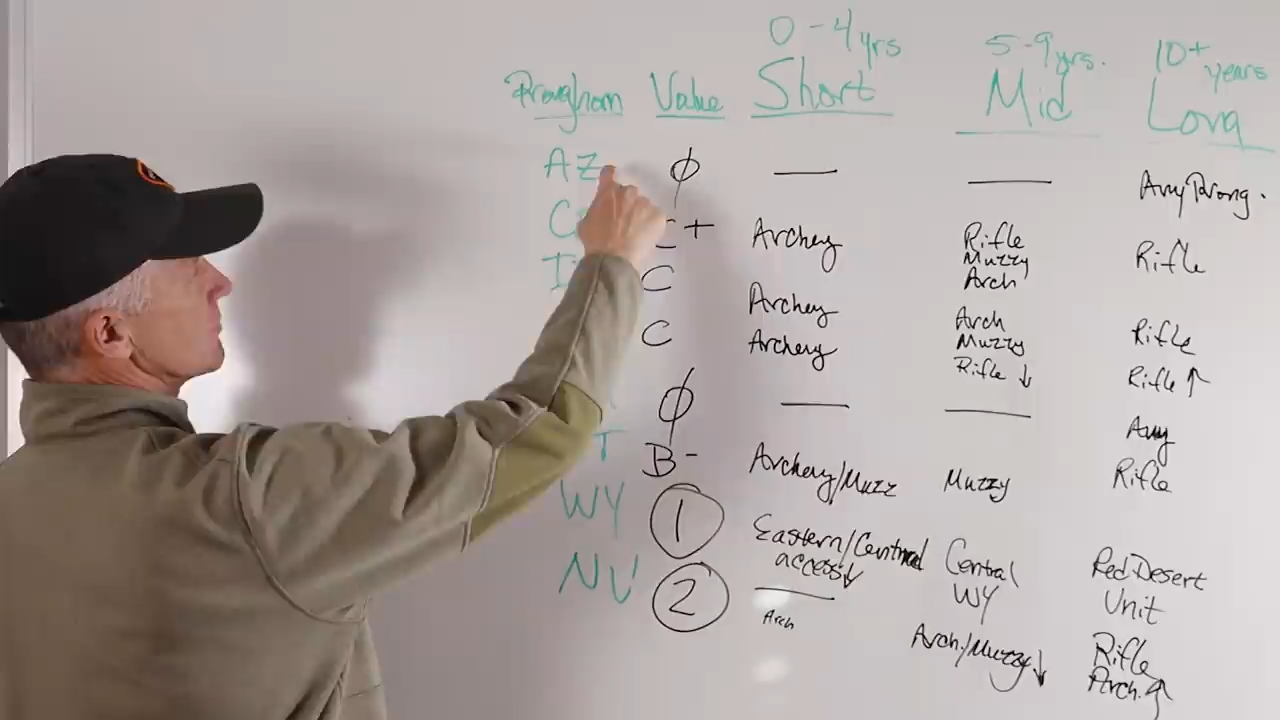 0-4 yrs 5-9 yrs. 10+ years
Pronghorn Value Short Mid Long
AZ ϕ — — Any Prong.
C+ Archery Rifle Muzzy Arch Rifle
C Archery Arch Muzzy Rifle
C Archery Rifle ↓ Rifle ↑
ϕ — — Any
T B- Archery/Muzz Muzzy Rifle
WY 1 Eastern/Central access↓ Central WY Red Desert Unit
NV 2 — Arch Arch./Muzzy↓ Rifle Arch.↑